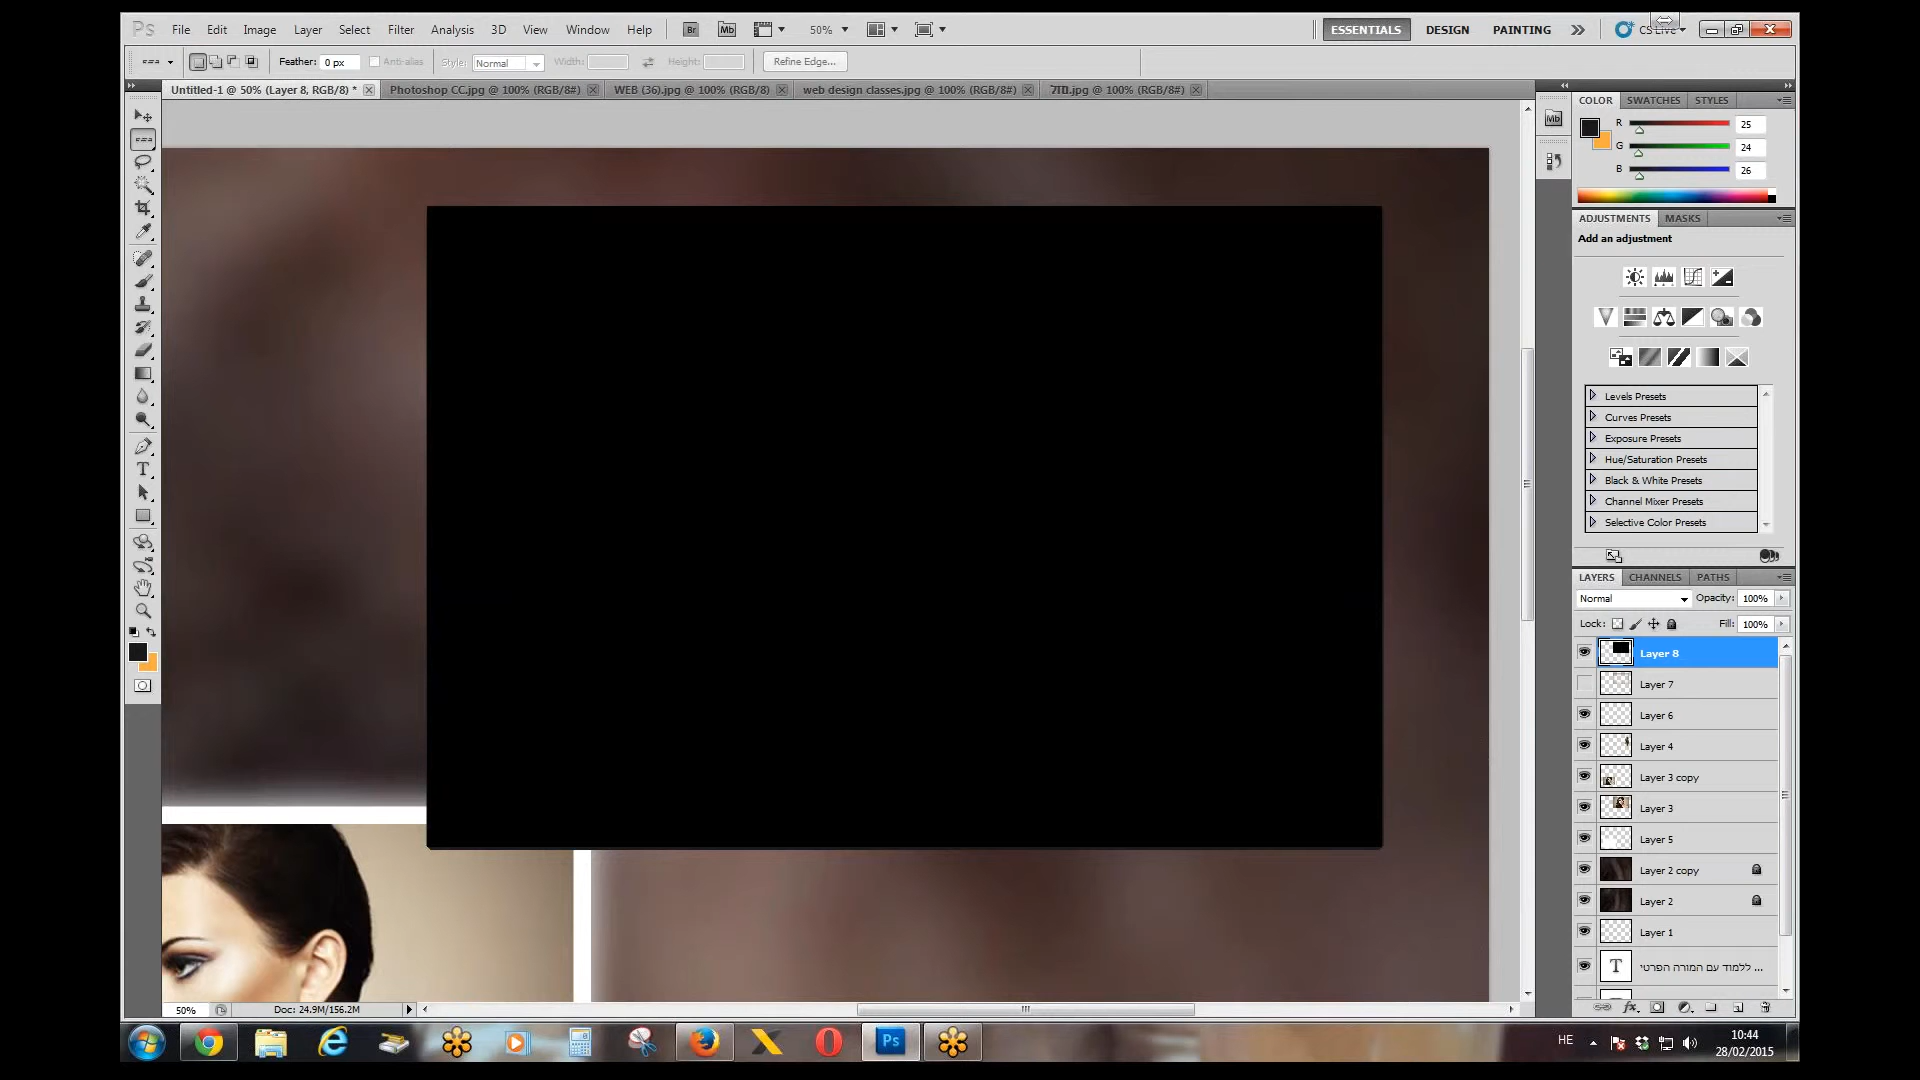 Ps File Edit Image Layer Select Filter Analysis 3D View Window Help Br Mb 50% ESSENTIALS DESIGN PAINTING CS Live
Feather: 0 px Anti-alias Style: Normal Width: Height: Refine Edge...
Untitled-1 @ 50% (Layer 8, RGB/8) * Photoshop CC.jpg @ 100% (RGB/8#) WEB (36).jpg @ 100% (RGB/8) web design classes.jpg @ 100% (RGB/8#) מזל.jpg @ 100% (RGB/8#)
COLOR SWATCHES STYLES
Mb
R 25
G 24
B 26
ADJUSTMENTS MASKS
Add an adjustment
Levels Presets
Curves Presets
Exposure Presets
Hue/Saturation Presets
Black & White Presets
Channel Mixer Presets
Selective Color Presets
LAYERS CHANNELS PATHS
Normal Opacity: 100%
Lock: Fill: 100%
Layer 8
Layer 7
Layer 6
Layer 4
Layer 3 copy
Layer 3
Layer 5
Layer 2 copy
Layer 2
Layer 1
T ללמוד עם המורה הפרטי ...
50% Doc: 24.9M/156.2M
fx
Ps HE 10:44
28/02/2015